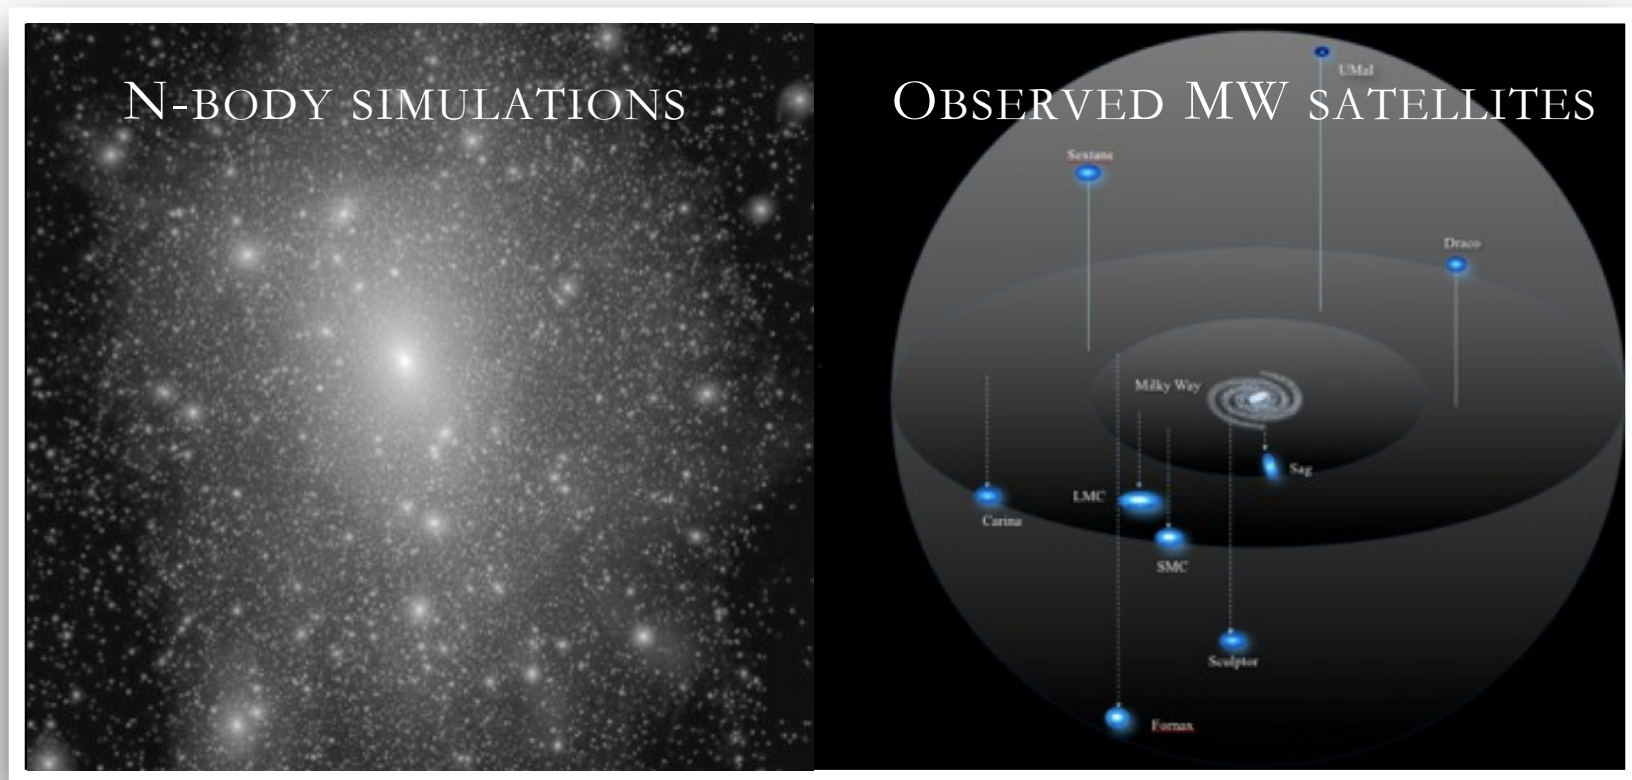 N-BODY SIMULATIONS
OBSERVED MW SATELLITES
UMaI
Sextans
Draco
Milky Way
Sag
LMC
Carina
SMC
Sculptor
Fornax